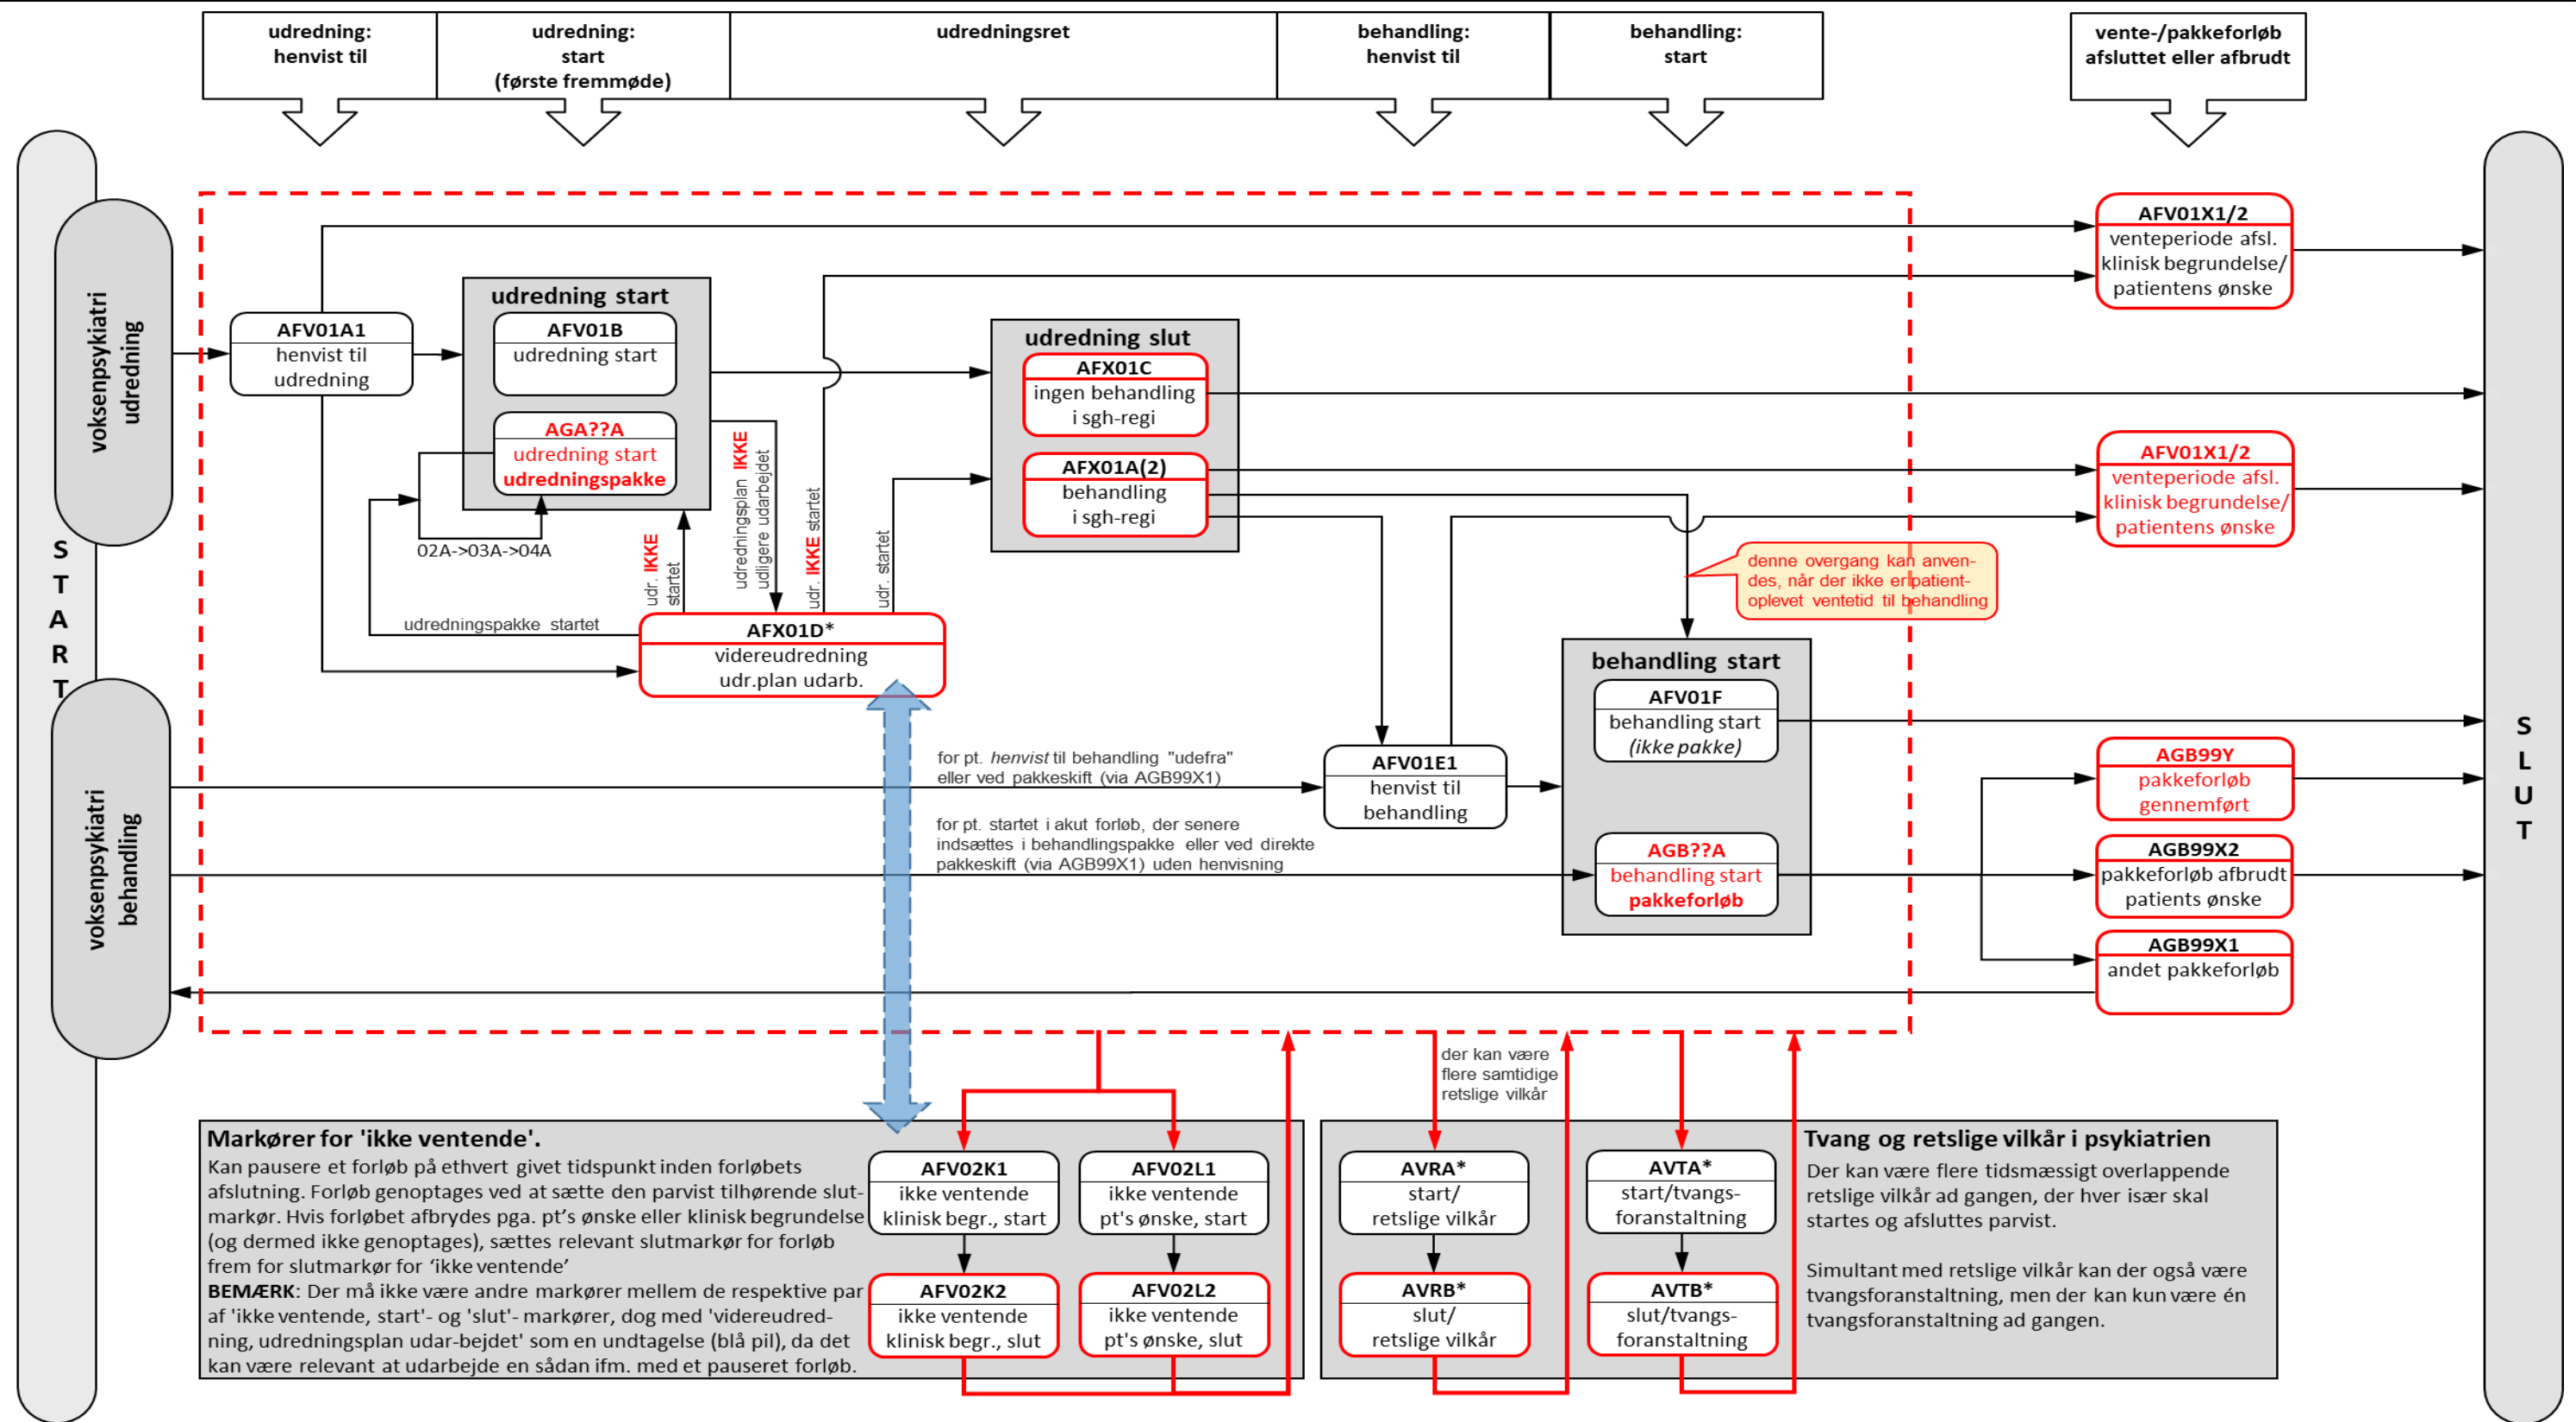 udredning:
henvist til
udredning:
start
(første fremmøde)
udredningsret
behandling:
henvist til
behandling:
start
vente-/pakkeforløb
afsluttet eller afbrudt
START
voksenpsykiatri
udredning
voksenpsykiatri
behandling
AFV01A1
henvist til
udredning
udredning start
AFV01B
udredning start
AGA??A
udredning start
udredningspakke
02A->03A->04A
udredningspakke startet
udr. IKKE
startet
udredningsplan IKKE
udligere udarbejdet
udr. IKKE startet
udr. startet
AFX01D*
videreudredning
udr.plan udarb.
udredning slut
AFX01C
ingen behandling
i sgh-regi
AFX01A(2)
behandling
i sgh-regi
AFV01X1/2
venteperiode afsl.
klinisk begrundelse/
patientens ønske
AFV01X1/2
venteperiode afsl.
klinisk begrundelse/
patientens ønske
denne overgang kan anven-
des, når der ikke er patient-
oplevet ventetid til behandling
for pt. henvist til behandling "udefra"
eller ved pakkeskift (via AGB99X1)
for pt. startet i akut forløb, der senere
indsættes i behandlingspakke eller ved direkte
pakkeskift (via AGB99X1) uden henvisning
AFV01E1
henvist til
behandling
behandling start
AFV01F
behandling start
(ikke pakke)
AGB??A
behandling start
pakkeforløb
AGB99Y
pakkeforløb
gennemført
AGB99X2
pakkeforløb afbrudt
patients ønske
AGB99X1
andet pakkeforløb
SLUT
der kan være
flere samtidige
retslige vilkår
Markører for 'ikke ventende'.
Kan pausere et forløb på ethvert givet tidspunkt inden forløbets
afslutning. Forløb genoptages ved at sætte den parvist tilhørende slut-
markør. Hvis forløbet afbrydes pga. pt's ønske eller klinisk begrundelse
(og dermed ikke genoptages), sættes relevant slutmarkør for forløb
frem for slutmarkør for ‘ikke ventende’
BEMÆRK: Der må ikke være andre markører mellem de respektive par
af 'ikke ventende, start'- og 'slut'- markører, dog med 'videreudred-
ning, udredningsplan udar-bejdet' som en undtagelse (blå pil), da det
kan være relevant at udarbejde en sådan ifm. med et pauseret forløb.
AFV02K1
ikke ventende
klinisk begr., start
AFV02L1
ikke ventende
pt's ønske, start
AFV02K2
ikke ventende
klinisk begr., slut
AFV02L2
ikke ventende
pt's ønske, slut
AVRA*
start/
retslige vilkår
AVTA*
start/tvangs-
foranstaltning
AVRB*
slut/
retslige vilkår
AVTB*
slut/tvangs-
foranstaltning
Tvang og retslige vilkår i psykiatrien
Der kan være flere tidsmæssigt overlappende
retslige vilkår ad gangen, der hver især skal
startes og afsluttes parvist.
Simultant med retslige vilkår kan der også være
tvangsforanstaltning, men der kan kun være én
tvangsforanstaltning ad gangen.